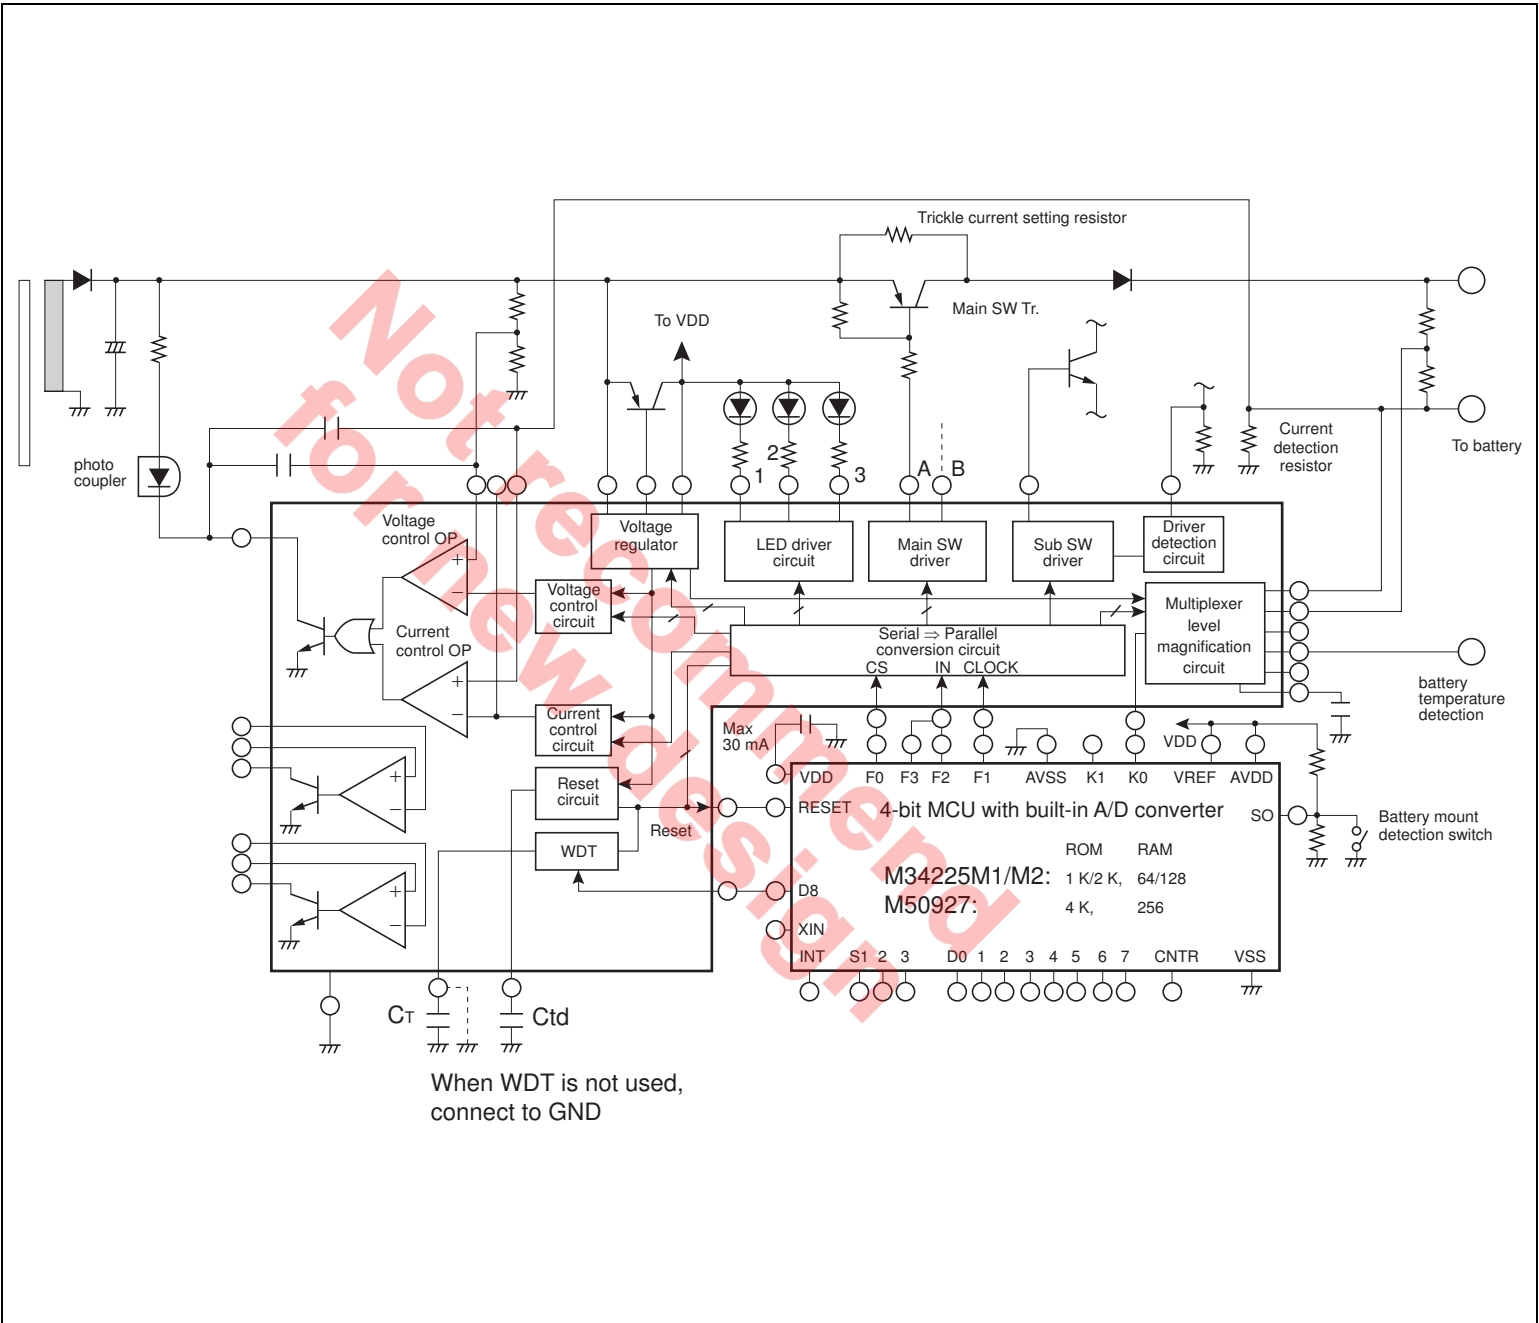 Trickle current setting resistor
Main SW Tr.
To VDD
photo
coupler
1
2
3
A
B
Current
detection
resistor
To battery
Voltage
control OP
Voltage
regulator
LED driver
circuit
Main SW
driver
Sub SW
driver
Driver
detection
circuit
+
−
Voltage
control
circuit
Current
control OP
+
−
Serial ⇒ Parallel
conversion circuit
CS IN CLOCK
Multiplexer
level
magnification
circuit
battery
temperature
detection
Current
control
circuit
Max
30 mA
VDD
Reset
circuit
+
−
Reset
WDT
+
−
VDD F0 F3 F2 F1 AVSS K1 K0 VREF AVDD
RESET 4-bit MCU with built-in A/D converter SO
Battery mount
detection switch
ROM RAM
M34225M1/M2: 1 K/2 K, 64/128
M50927: 4 K, 256
D8
XIN
INT S1 2 3 D0 1 2 3 4 5 6 7 CNTR VSS
CT
Ctd
When WDT is not used,
connect to GND
Not recommend
for new design